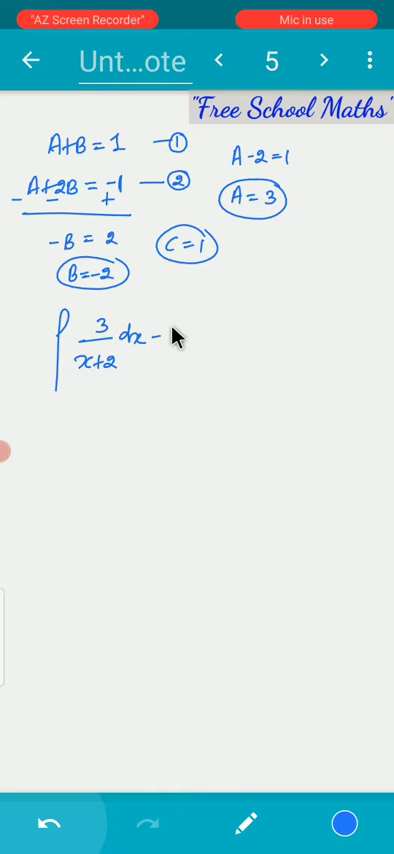 "AZ Screen Recorder" Mic in use
Unt...ote 5
"Free School Maths"
A+B = 1 — ①
A+2B = -1 — ②
- - +
-B = 2
B=-2
C=1
A-2=1
A=3
∫ 3/(x+2) dx -